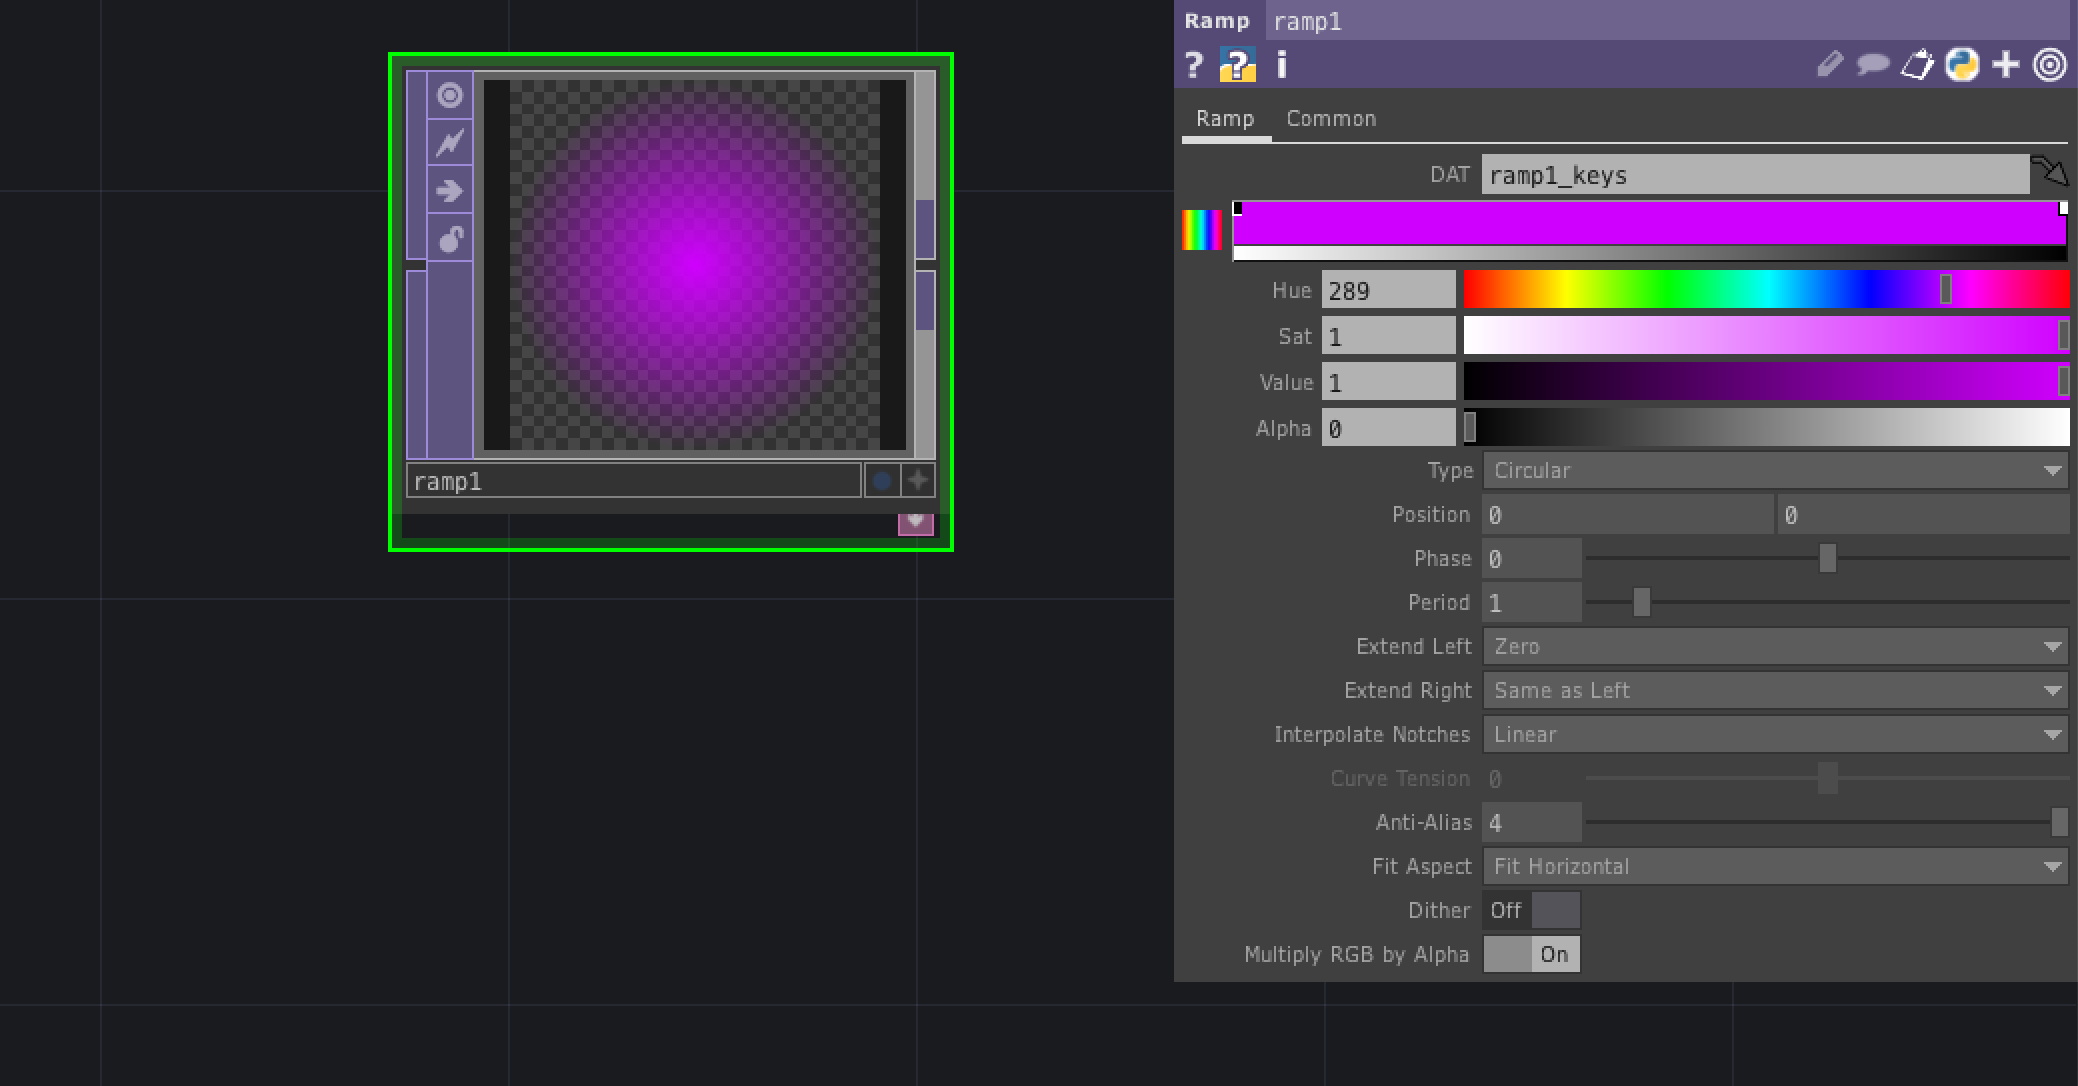 Ramp ramp1
? ? i
Ramp Common
DAT ramp1_keys
Hue 289
Sat 1
Value 1
Alpha 0
ramp1
Type Circular
Position 0 0
Phase 0
Period 1
Extend Left Zero
Extend Right Same as Left
Interpolate Notches Linear
Curve Tension 0
Anti-Alias 4
Fit Aspect Fit Horizontal
Dither Off
Multiply RGB by Alpha On